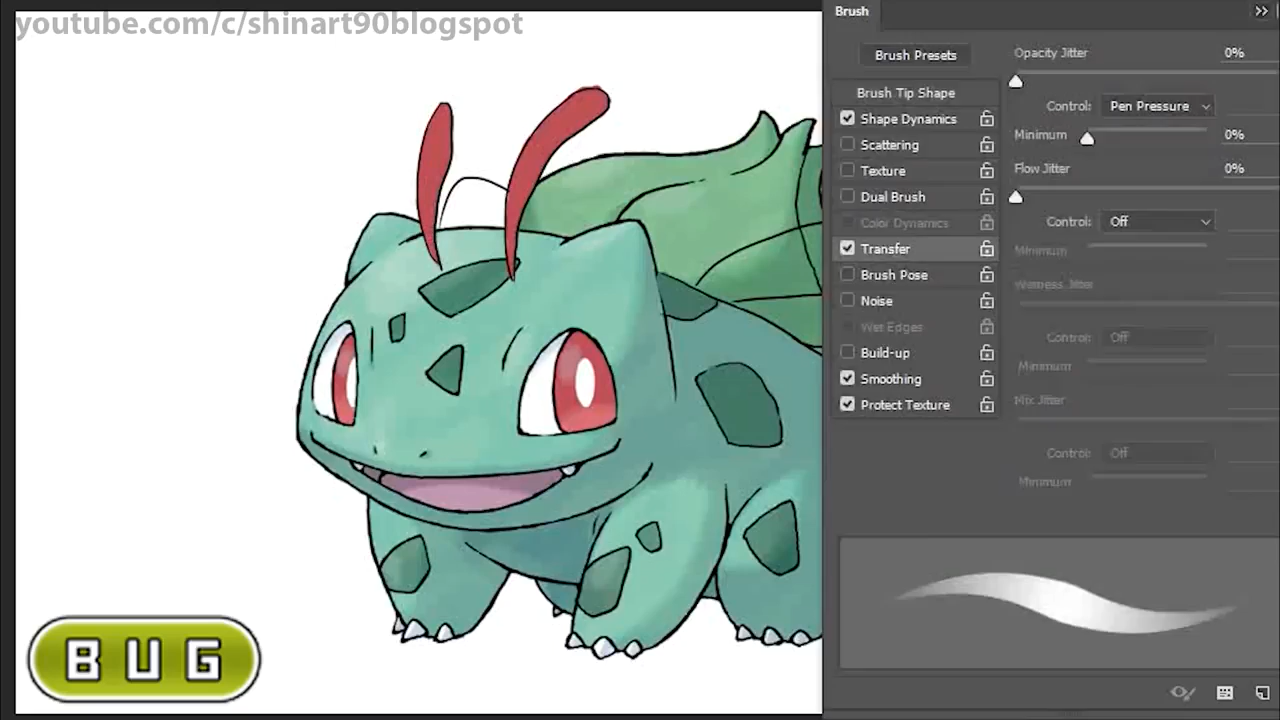 youtube.com/c/shinart90blogspot
Brush
Brush Presets
Brush Tip Shape
Shape Dynamics
Scattering
Texture
Dual Brush
Color Dynamics
Transfer
Brush Pose
Noise
Wet Edges
Build-up
Smoothing
Protect Texture
Opacity Jitter 0%
Control: Pen Pressure
Minimum 0%
Flow Jitter 0%
Control: Off
Minimum
Wetness Jitter
Control: Off
Minimum
Mix Jitter
Control: Off
Minimum
BUG